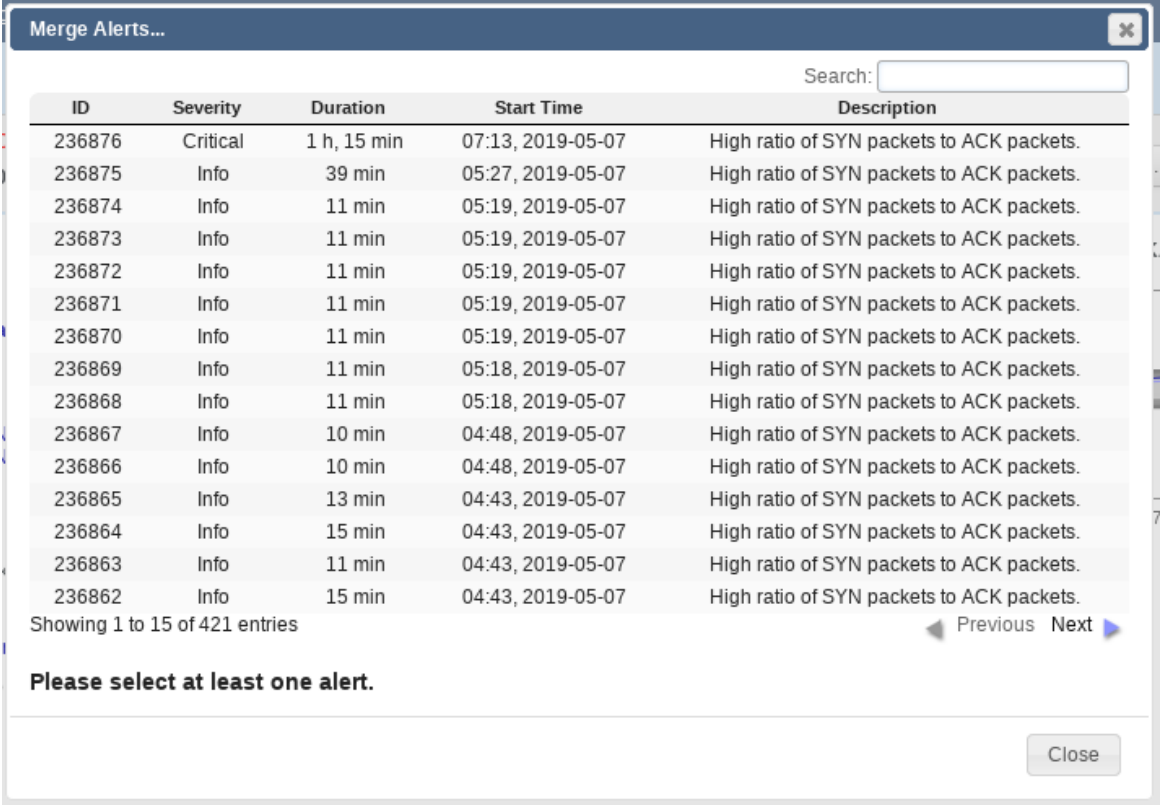 Merge Alerts...
Search:
ID Severity Duration Start Time Description
236876 Critical 1 h, 15 min 07:13, 2019-05-07 High ratio of SYN packets to ACK packets.
236875 Info 39 min 05:27, 2019-05-07 High ratio of SYN packets to ACK packets.
236874 Info 11 min 05:19, 2019-05-07 High ratio of SYN packets to ACK packets.
236873 Info 11 min 05:19, 2019-05-07 High ratio of SYN packets to ACK packets.
236872 Info 11 min 05:19, 2019-05-07 High ratio of SYN packets to ACK packets.
236871 Info 11 min 05:19, 2019-05-07 High ratio of SYN packets to ACK packets.
236870 Info 11 min 05:19, 2019-05-07 High ratio of SYN packets to ACK packets.
236869 Info 11 min 05:18, 2019-05-07 High ratio of SYN packets to ACK packets.
236868 Info 11 min 05:18, 2019-05-07 High ratio of SYN packets to ACK packets.
236867 Info 10 min 04:48, 2019-05-07 High ratio of SYN packets to ACK packets.
236866 Info 10 min 04:48, 2019-05-07 High ratio of SYN packets to ACK packets.
236865 Info 13 min 04:43, 2019-05-07 High ratio of SYN packets to ACK packets.
236864 Info 15 min 04:43, 2019-05-07 High ratio of SYN packets to ACK packets.
236863 Info 11 min 04:43, 2019-05-07 High ratio of SYN packets to ACK packets.
236862 Info 15 min 04:43, 2019-05-07 High ratio of SYN packets to ACK packets.
Showing 1 to 15 of 421 entries Previous Next
Please select at least one alert.
Close